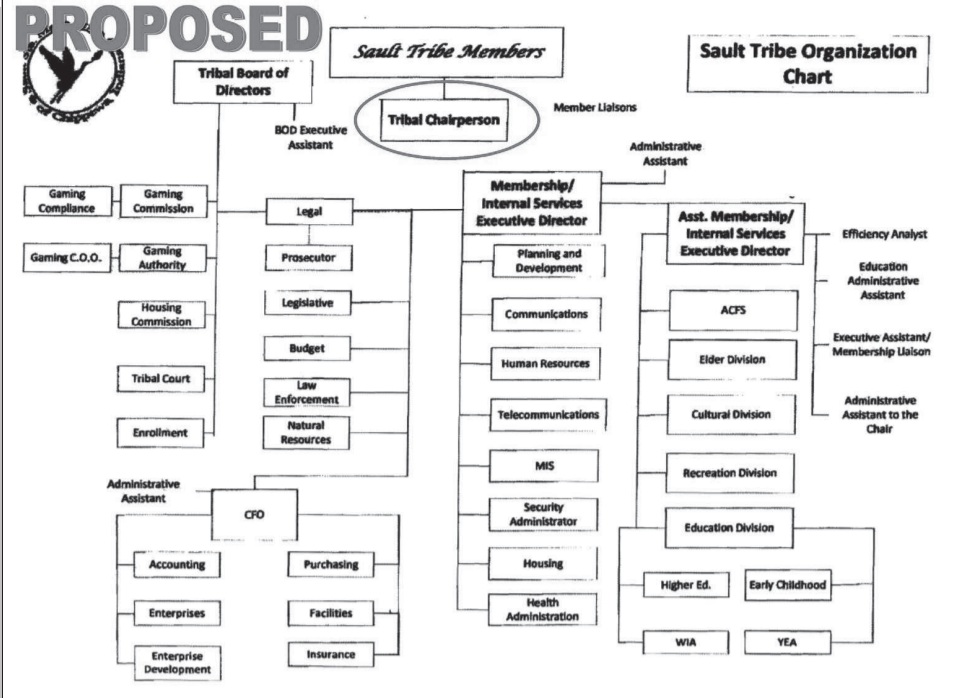 PROPOSED
Sault Tribe Members
Sault Tribe Organization
Chart
Tribal Board of
Directors
Tribal Chairperson
Member Liaisons
BOD Executive
Assistant
Administrative
Assistant
Gaming
Compliance
Gaming
Commission
Legal
Membership/
Internal Services
Executive Director
Asst. Membership/
Internal Services
Executive Director
Efficiency Analyst
Gaming C.O.O.
Gaming
Authority
Prosecutor
Planning and
Development
Education
Administrative
Assistant
Housing
Commission
Legislative
Communications
ACFS
Executive Assistant/
Membership Liaison
Budget
Human Resources
Elder Division
Tribal Court
Law
Enforcement
Telecommunications
Cultural Division
Administrative
Assistant to the
Chair
Enrollment
Natural
Resources
MIS
Recreation Division
Administrative
Assistant
CFO
Security
Administrator
Education Division
Accounting
Purchasing
Housing
Higher Ed.
Early Childhood
Enterprises
Facilities
Health
Administration
WIA
YEA
Enterprise
Development
Insurance